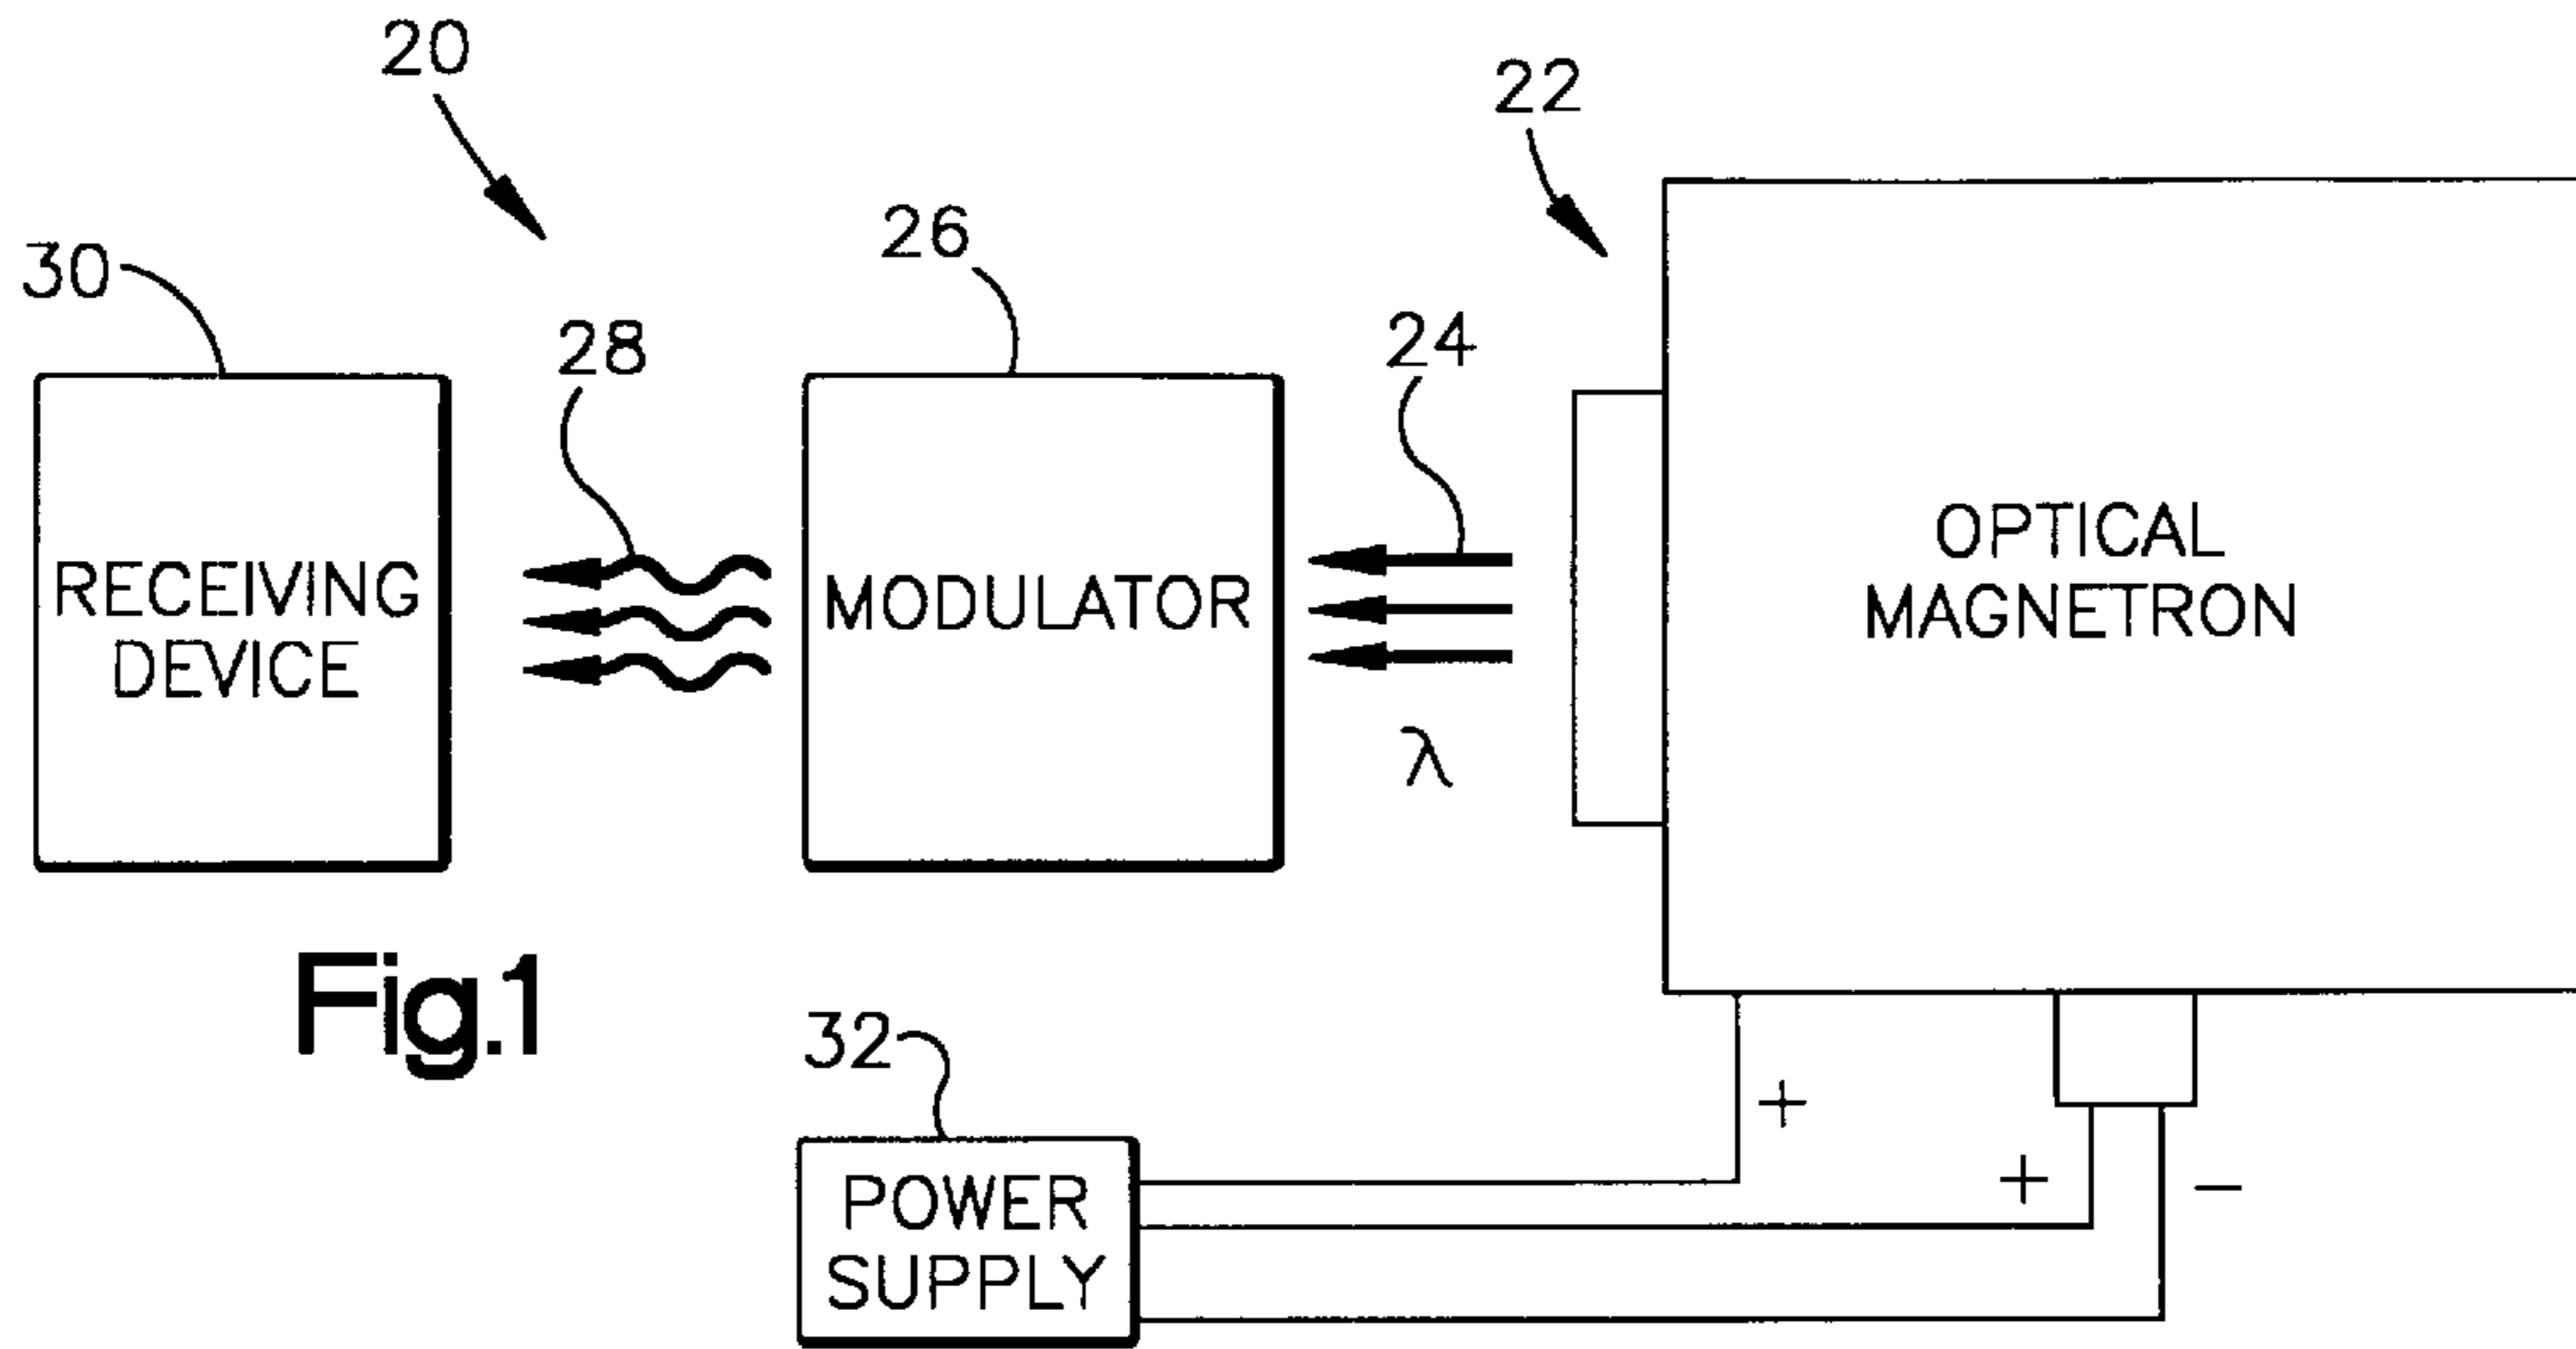 20
22
26
30
28
24
OPTICAL
MAGNETRON
RECEIVING
DEVICE
MODULATOR
λ
Fig.1
32
+
+
−
POWER
SUPPLY